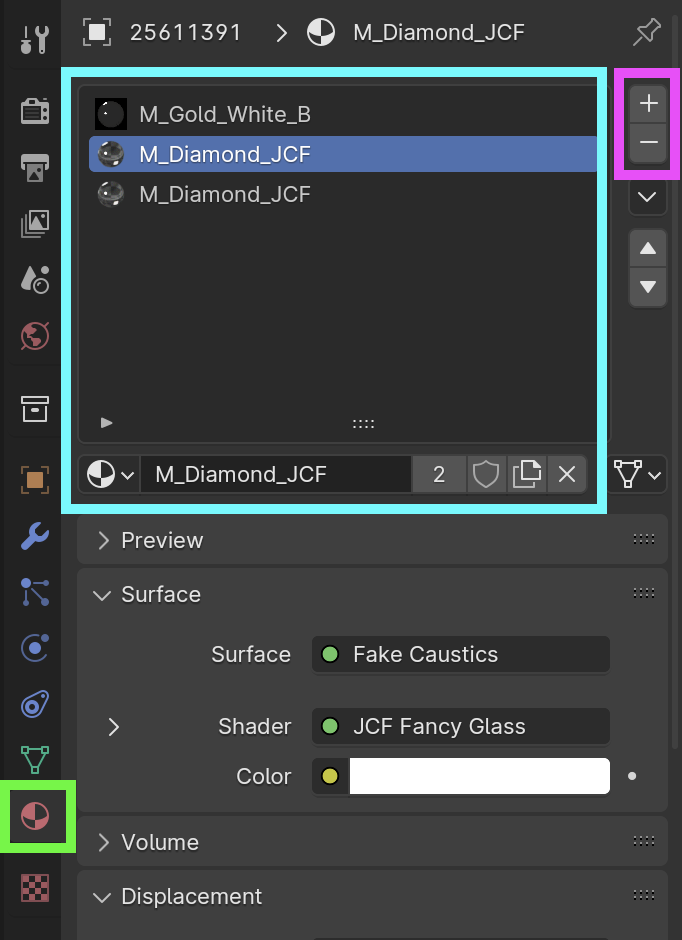 25611391 > M_Diamond_JCF
M_Gold_White_B
M_Diamond_JCF
M_Diamond_JCF
M_Diamond_JCF 2
Preview
Surface
Surface Fake Caustics
Shader JCF Fancy Glass
Color
Volume
Displacement